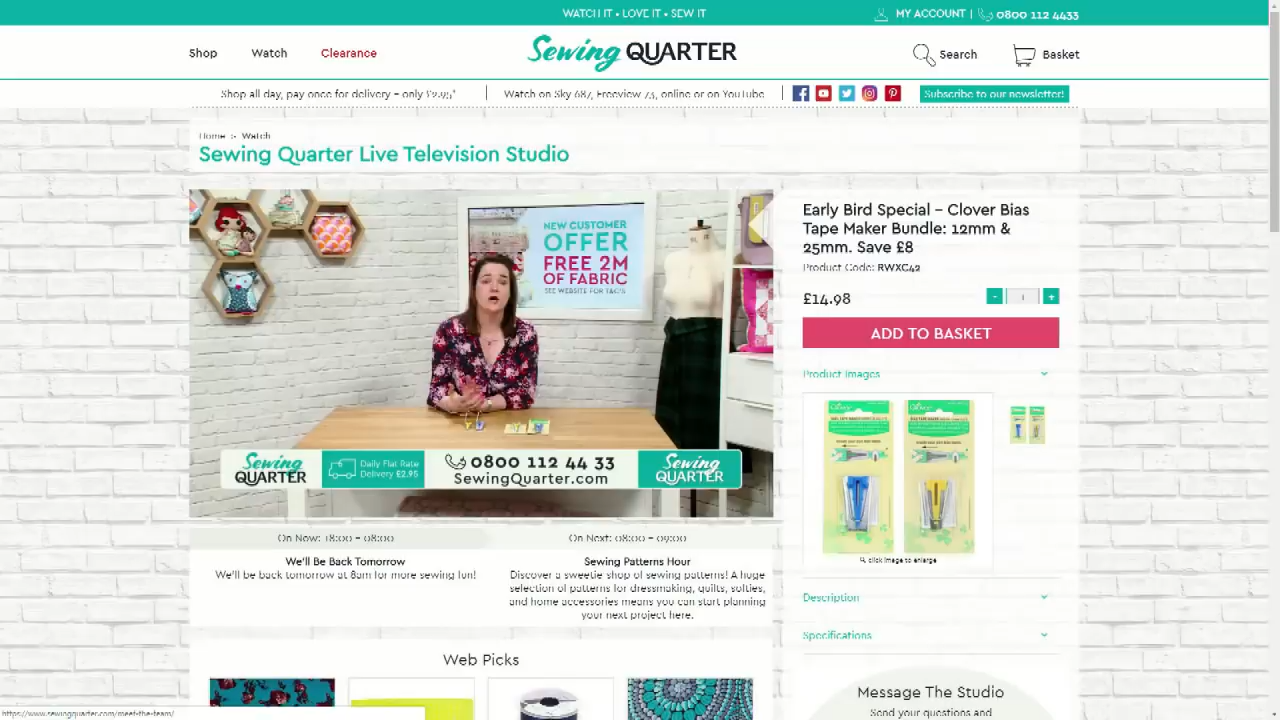 WATCH IT • LOVE IT • SEW IT
MY ACCOUNT | 0800 112 4433
Shop
Watch
Clearance
Sewing QUARTER
Search
Basket
Shop all day, pay once for delivery - only £2.95*
Watch on Sky 687, Freeview 73, online or on YouTube
Subscribe to our newsletter!
Home > Watch
Sewing Quarter Live Television Studio
NEW CUSTOMER
OFFER
FREE 2M
OF FABRIC
SEE WEBSITE FOR T&C'S
Sewing QUARTER
Daily Flat Rate
Delivery £2.95
0800 112 44 33
SewingQuarter.com
Sewing QUARTER
Early Bird Special - Clover Bias
Tape Maker Bundle: 12mm &
25mm. Save £8
Product Code: RWXC42
£14.98
- 1 +
ADD TO BASKET
Product Images
Clover
Clover
click image to enlarge
Description
Specifications
On Now: 18:00 - 08:00
We'll Be Back Tomorrow
We'll be back tomorrow at 8am for more sewing fun!
On Next: 08:00 - 09:00
Sewing Patterns Hour
Discover a sweetie shop of sewing patterns! A huge
selection of patterns for dressmaking, quilts, softies,
and home accessories means you can start planning
your next project here.
Web Picks
Message The Studio
Send your questions and
https://www.sewingquarter.com/meet-the-team/